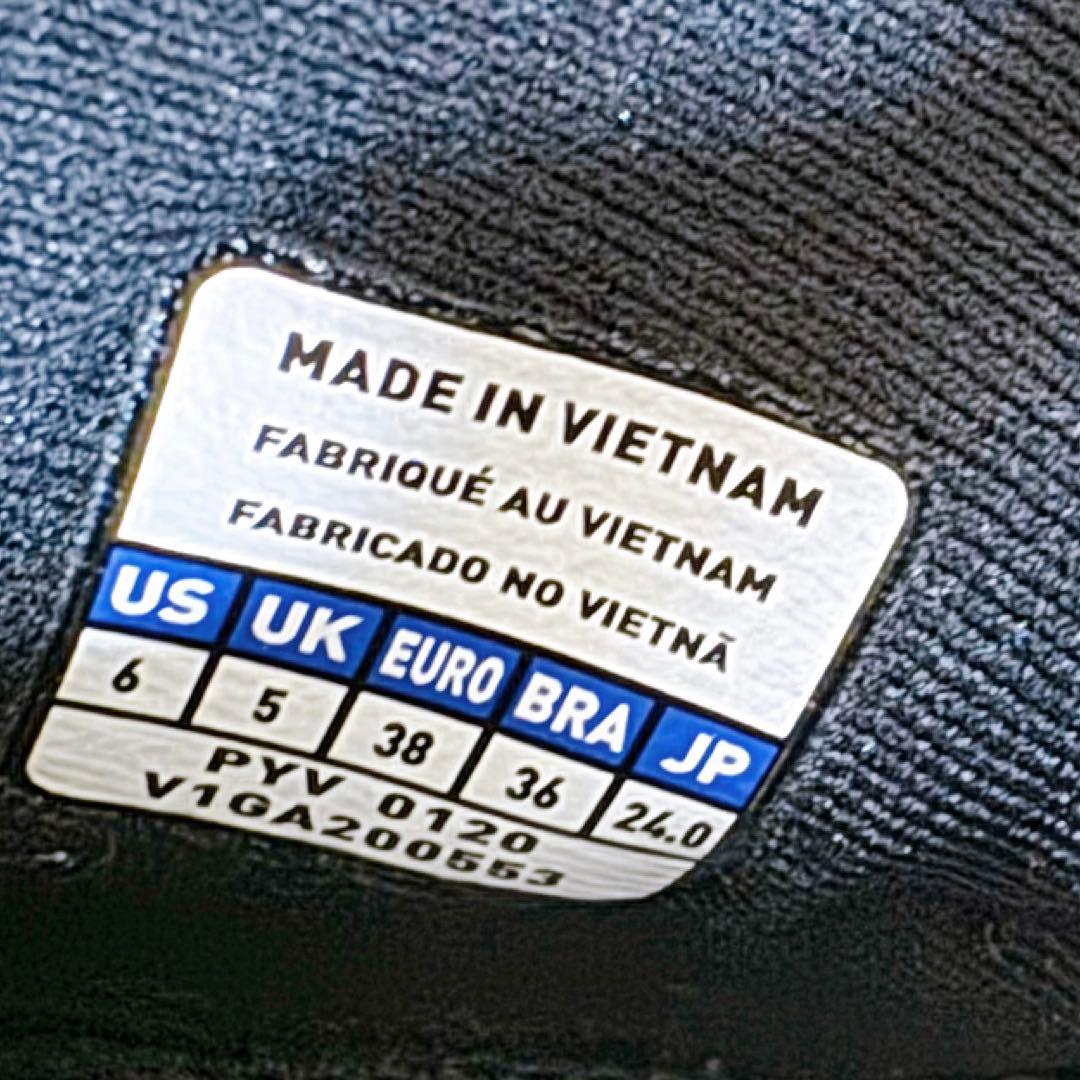 MADE IN VIETNAM
FABRIQUÉ AU VIETNAM
FABRICADO NO VIETNÃ
US UK EURO BRA JP
6 5 38 36 24.0
PYV 0120
V1GA200553